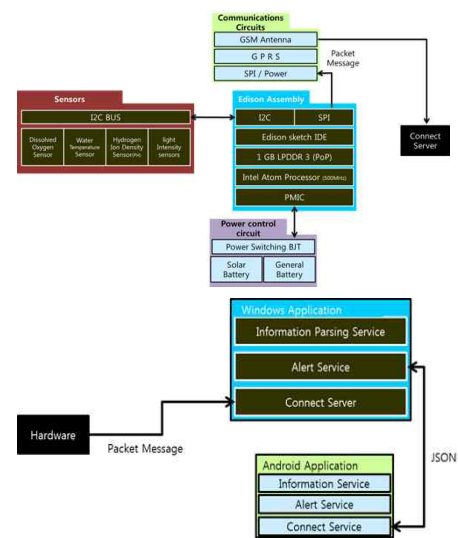 Communications
Circuits
GSM Antenna
G P R S
SPI / Power
Packet
Message
Sensors
I2C BUS
Dissolved
Oxygen
Sensor
Water
Temperature
Sensor
Hydrogen
Ion Density
Sensor(PH)
light
Intensity
sensors
Edison Assembly
I2C
SPI
Edison sketch IDE
1 GB LPDDR 3 (PoP)
Intel Atom Processor (500MHz)
PMIC
Connect
Server
Power control
circuit
Power Switching BJT
Solar
Battery
General
Battery
Windows Application
Information Parsing Service
Alert Service
Connect Server
Hardware
Packet Message
JSON
Android Application
Information Service
Alert Service
Connect Service